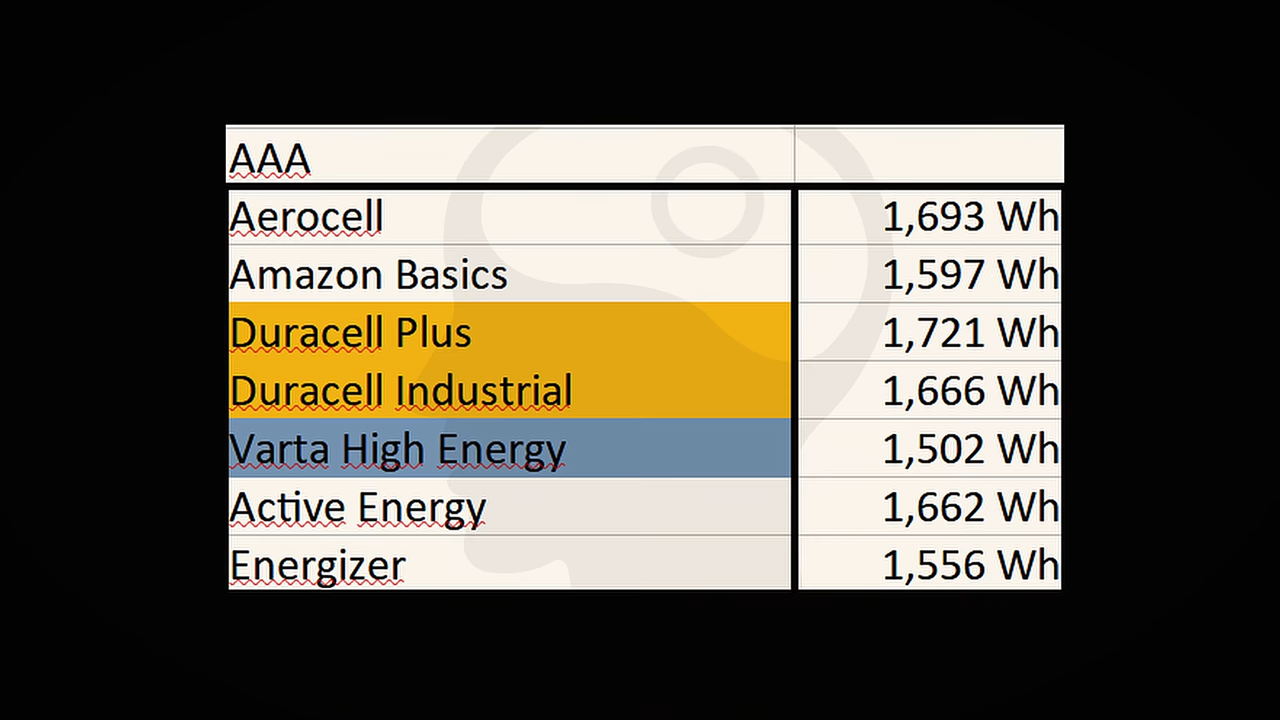 AAA
Aerocell 1,693 Wh
Amazon Basics 1,597 Wh
Duracell Plus 1,721 Wh
Duracell Industrial 1,666 Wh
Varta High Energy 1,502 Wh
Active Energy 1,662 Wh
Energizer 1,556 Wh